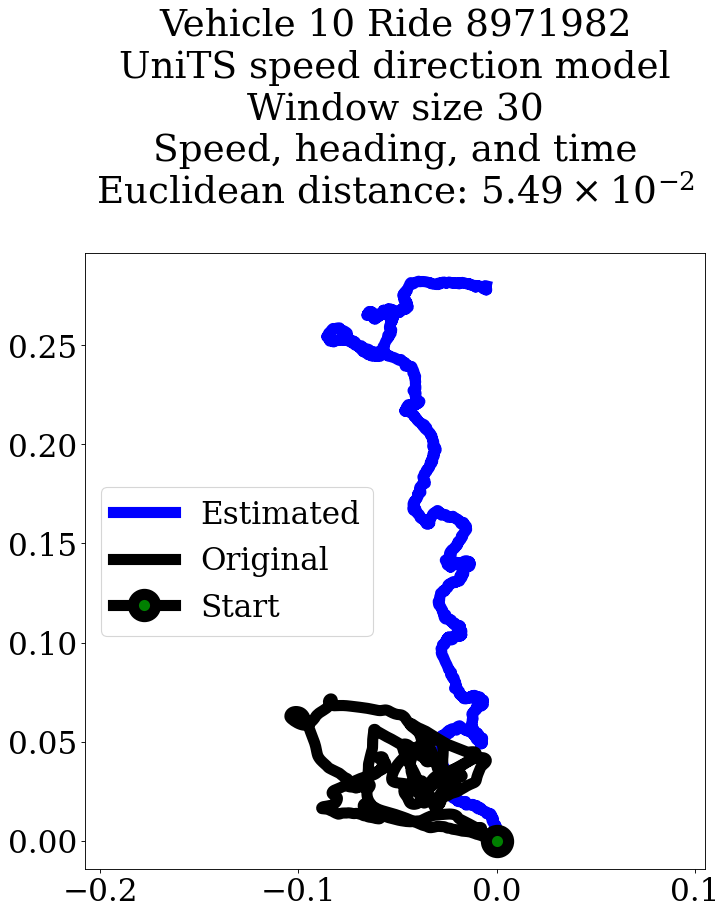 Vehicle 10 Ride 8971982
UniTS speed direction model
Window size 30
Speed, heading, and time
Euclidean distance: 5.49 × 10⁻²
0.25
0.20
0.15
0.10
0.05
0.00
Estimated
Original
Start
−0.2
−0.1
0.0
0.1